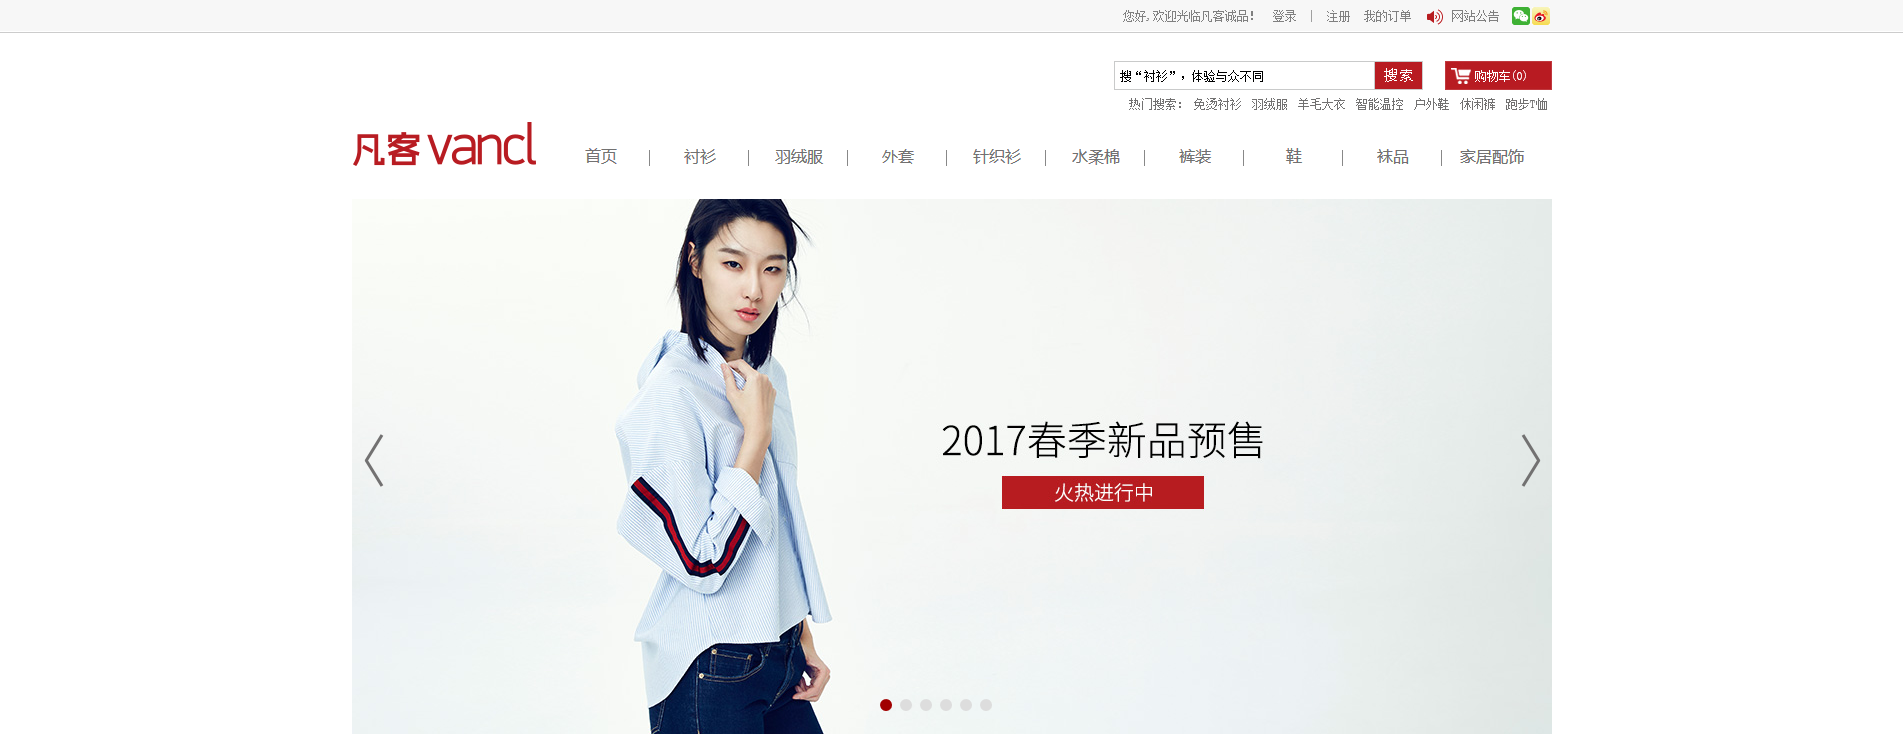 您好,欢迎光临凡客诚品! 登录 | 注册 我的订单 网站公告
搜“衬衫”，体验与众不同 搜索 购物车(0)
热门搜索： 免烫衬衫 羽绒服 羊毛大衣 智能温控 户外鞋 休闲裤 跑步T恤
凡客 vancl
首页 | 衬衫 | 羽绒服 | 外套 | 针织衫 | 水柔棉 | 裤装 | 鞋 | 袜品 | 家居配饰
2017春季新品预售
火热进行中